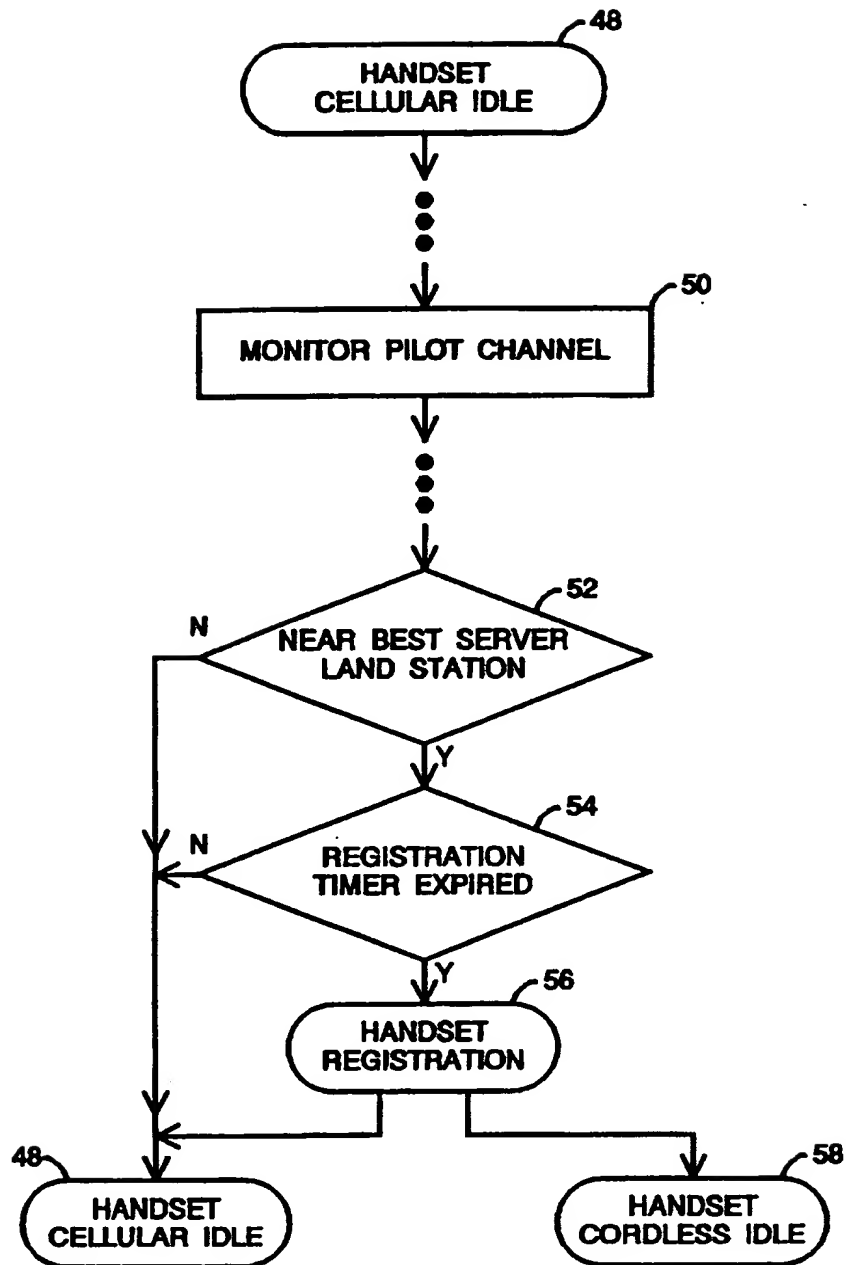 48
HANDSET
CELLULAR IDLE
50
MONITOR PILOT CHANNEL
52
N
NEAR BEST SERVER
LAND STATION
Y
54
N
REGISTRATION
TIMER EXPIRED
Y
56
HANDSET
REGISTRATION
48
HANDSET
CELLULAR IDLE
58
HANDSET
CORDLESS IDLE